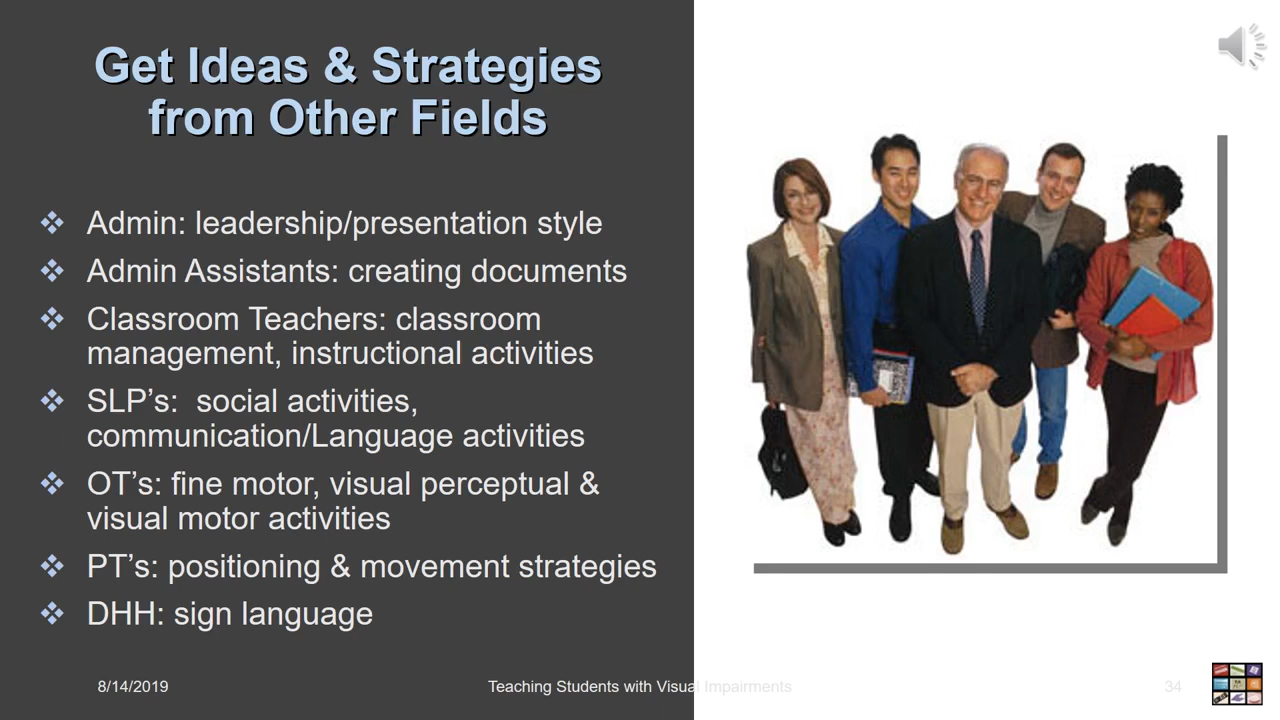 Get Ideas & Strategies
from Other Fields
Admin: leadership/presentation style
Admin Assistants: creating documents
Classroom Teachers: classroom
management, instructional activities
SLP’s:  social activities,
communication/Language activities
OT’s: fine motor, visual perceptual &
visual motor activities
PT’s: positioning & movement strategies
DHH: sign language
8/14/2019
Teaching Students with Visual Impairments
34